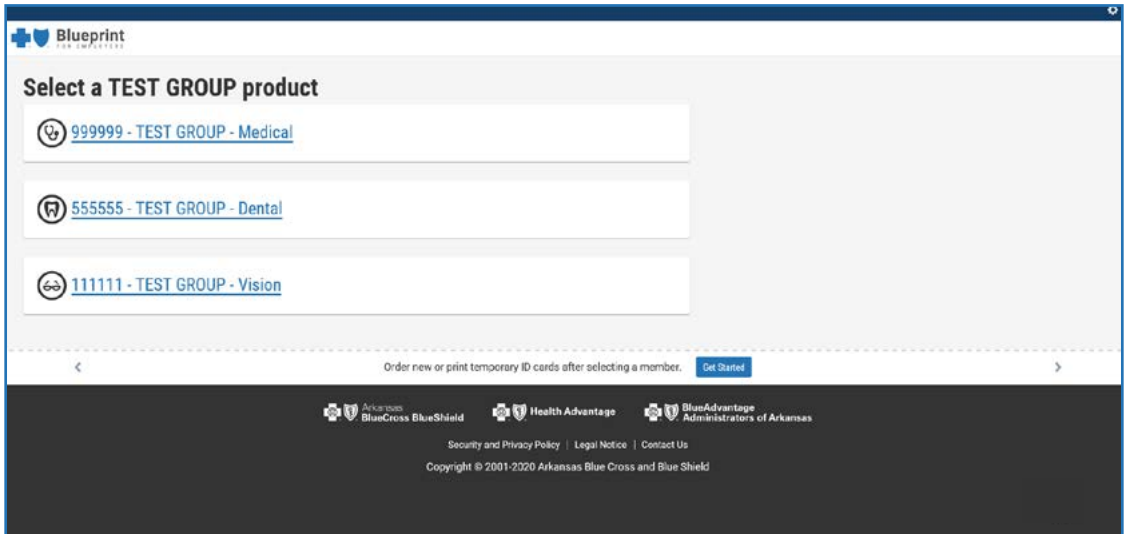 Blueprint
FOR EMPLOYERS
Select a TEST GROUP product
999999 - TEST GROUP - Medical
555555 - TEST GROUP - Dental
111111 - TEST GROUP - Vision
Order new or print temporary ID cards after selecting a member. Get Started
Arkansas BlueCross BlueShield Health Advantage BlueAdvantage Administrators of Arkansas
Security and Privacy Policy | Legal Notice | Contact Us
Copyright © 2001-2020 Arkansas Blue Cross and Blue Shield